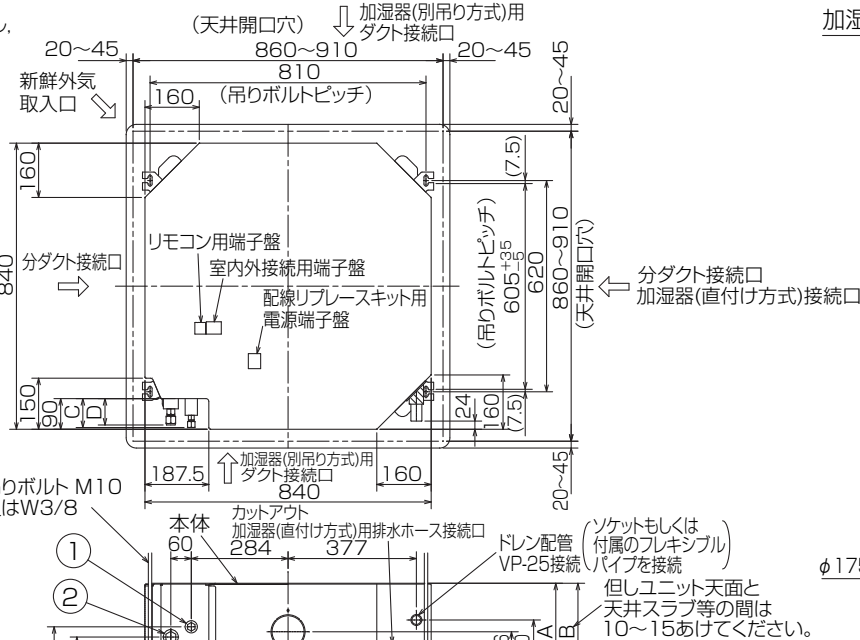 (天井開口穴)
加湿器(別吊り方式)用
ダクト接続口
20~45
860~910
20~45
810
(吊りボルトピッチ)
新鮮外気
取入口
160
20~45
加湿
160
(7.5)
840
分ダクト接続口
リモコン用端子盤
室内外接続用端子盤
配線リプレースキット用
電源端子盤
(吊りボルトピッチ)
605 +35 -5
620
860~910
(天井開口穴)
分ダクト接続口
加湿器(直付け方式)接続口
150
90
C
D
24
160
(7.5)
20~45
187.5
加湿器(別吊り方式)用
ダクト接続口
160
840
りボルト M10
はW3/8
本体
カットアウト
加湿器(直付け方式)用排水ホース接続口
60
284
377
1
2
ドレン配管
VP-25接続
(ソケットもしくは
付属のフレキシブル
パイプを接続)
但しユニット天面と
天井スラブ等の間は
10~15あけてください。
A
B
φ175